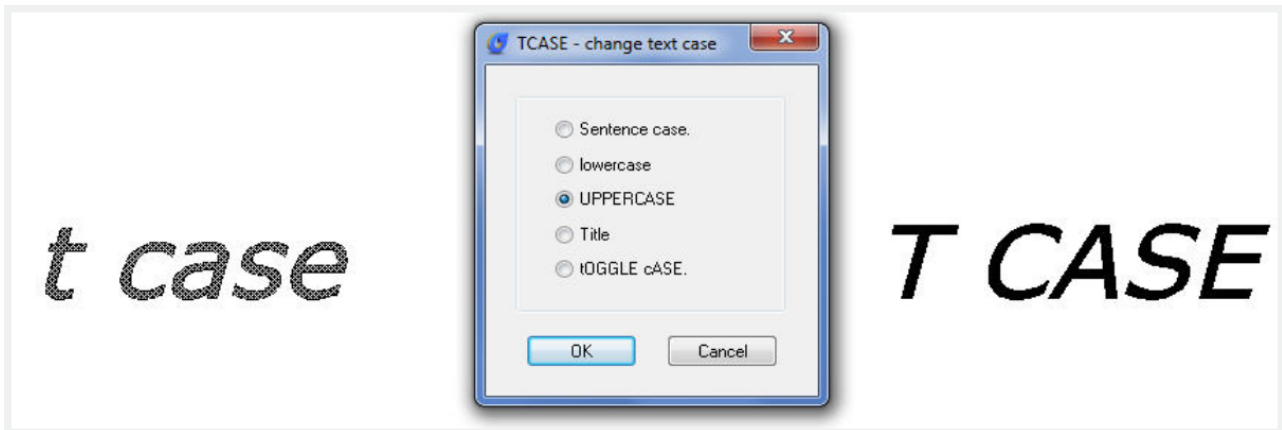 TCASE - change text case
Sentence case.
lowercase
UPPERCASE
Title
tOGGLE cASE.
OK Cancel
t case
T CASE